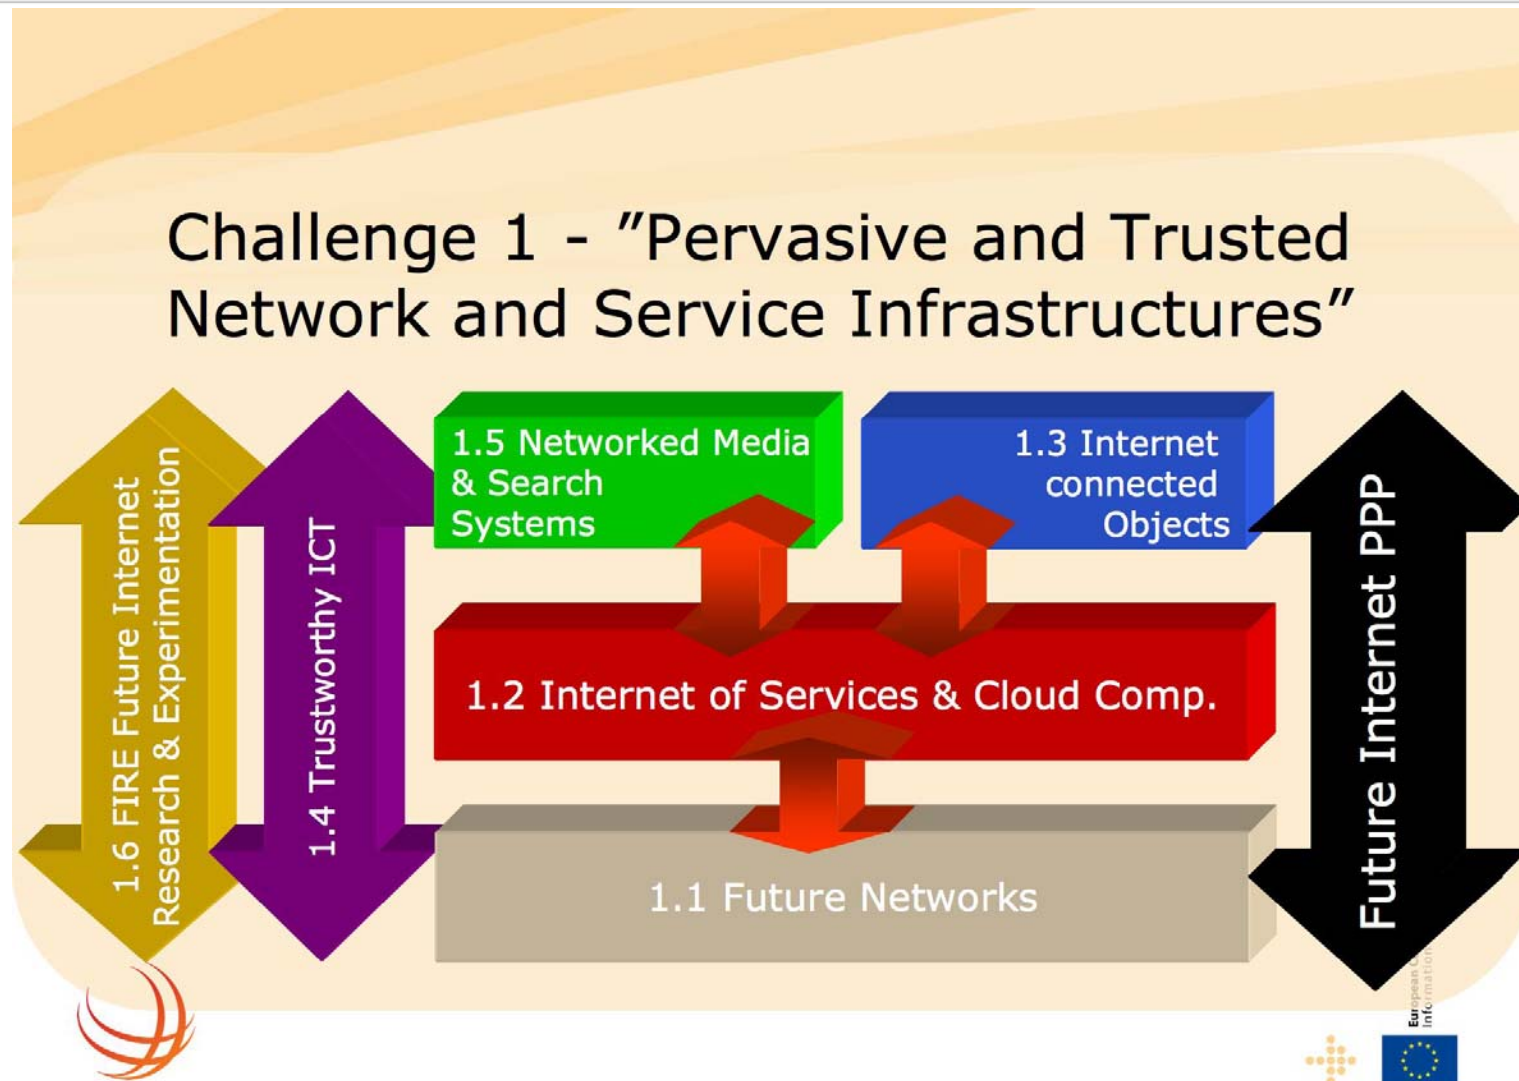 Challenge 1 - ”Pervasive and Trusted
Network and Service Infrastructures”
1.6 FIRE Future Internet
Research & Experimentation
1.4 Trustworthy ICT
1.5 Networked Media
& Search
Systems
1.3 Internet
connected
Objects
1.2 Internet of Services & Cloud Comp.
1.1 Future Networks
Future Internet PPP
European
Information